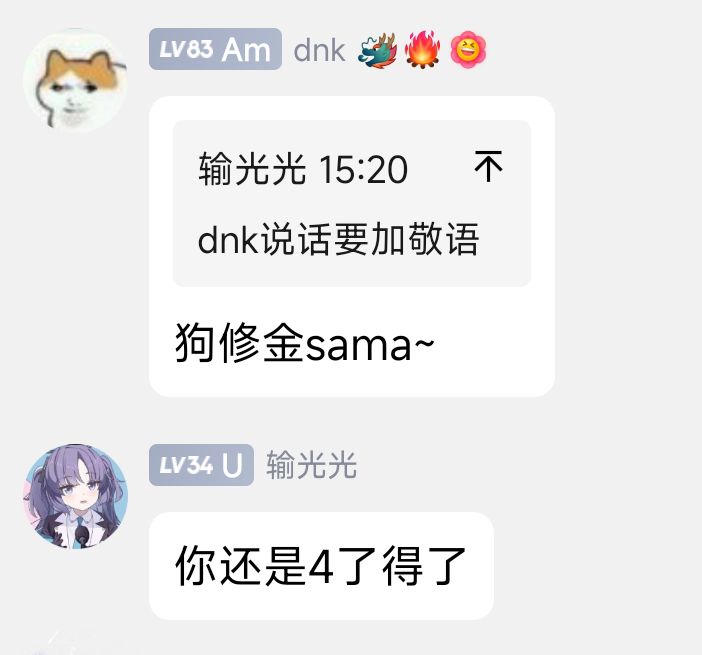 LV83 Am dnk 🐉🔥
输光光 15:20
dnk说话要加敬语
狗修金sama~
LV34 U 输光光
你还是4了得了